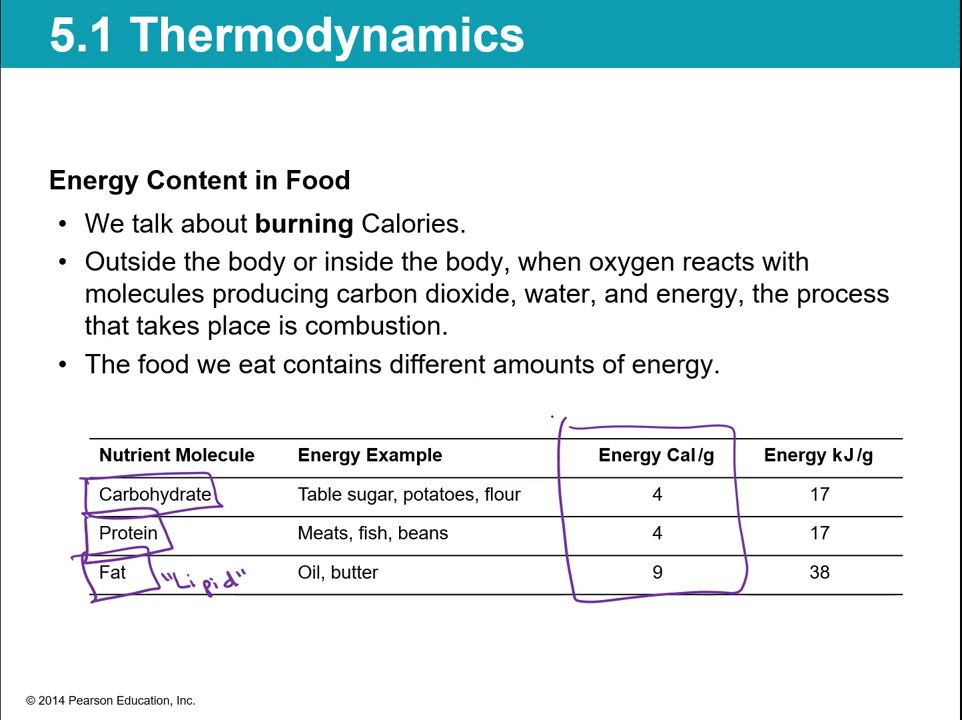 5.1 Thermodynamics
Energy Content in Food
• We talk about burning Calories.
• Outside the body or inside the body, when oxygen reacts with
molecules producing carbon dioxide, water, and energy, the process
that takes place is combustion.
• The food we eat contains different amounts of energy.
Nutrient Molecule Energy Example Energy Cal/g Energy kJ/g
Carbohydrate Table sugar, potatoes, flour 4 17
Protein Meats, fish, beans 4 17
Fat "Lipid" Oil, butter 9 38
© 2014 Pearson Education, Inc.